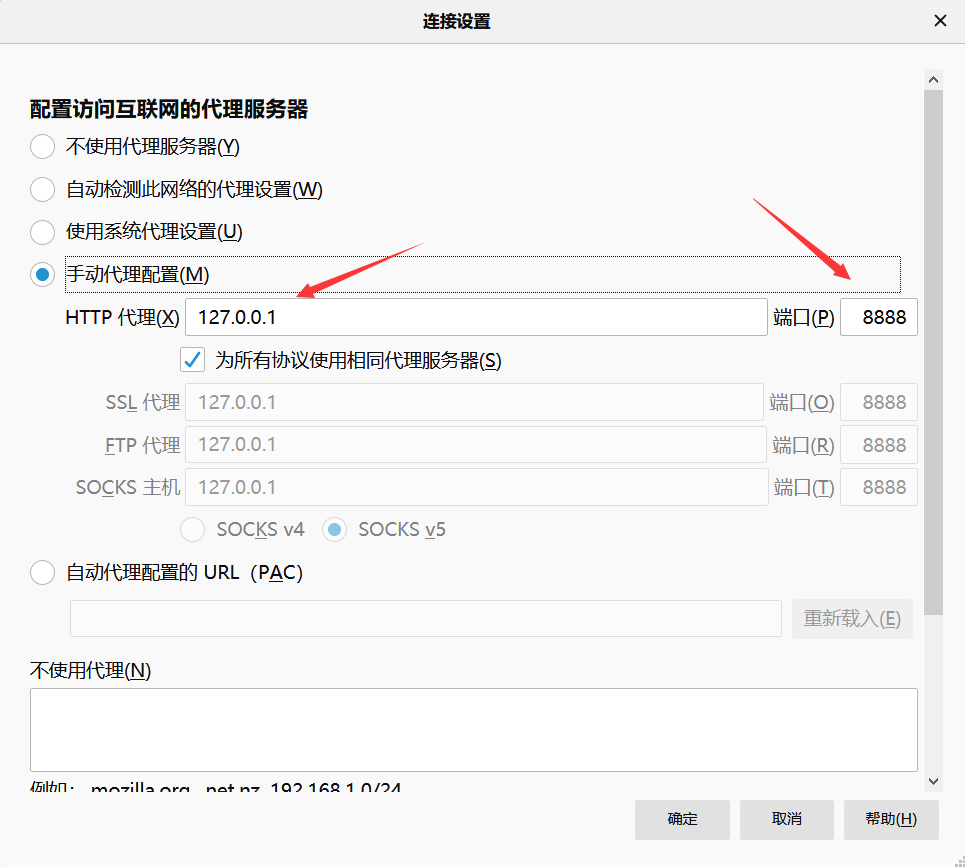 连接设置
配置访问互联网的代理服务器
不使用代理服务器(Y)
自动检测此网络的代理设置(W)
使用系统代理设置(U)
手动代理配置(M)
HTTP 代理(X) 127.0.0.1 端口(P) 8888
为所有协议使用相同代理服务器(S)
SSL 代理 127.0.0.1 端口(O) 8888
FTP 代理 127.0.0.1 端口(R) 8888
SOCKS 主机 127.0.0.1 端口(T) 8888
SOCKS v4 SOCKS v5
自动代理配置的 URL（PAC）
重新载入(E)
不使用代理(N)
例如： .mozilla.org, .net.nz, 192.168.1.0/24
确定 取消 帮助(H)